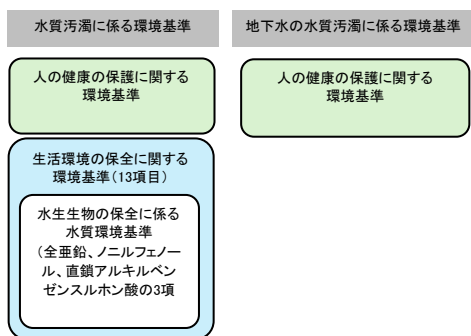 水質汚濁に係る環境基準
地下水の水質汚濁に係る環境基準
人の健康の保護に関する
環境基準
人の健康の保護に関する
環境基準
生活環境の保全に関する
環境基準(13項目)
水生生物の保全に係る
水質環境基準
(全亜鉛、ノニルフェノー
ル、直鎖アルキルベン
ゼンスルホン酸の3項